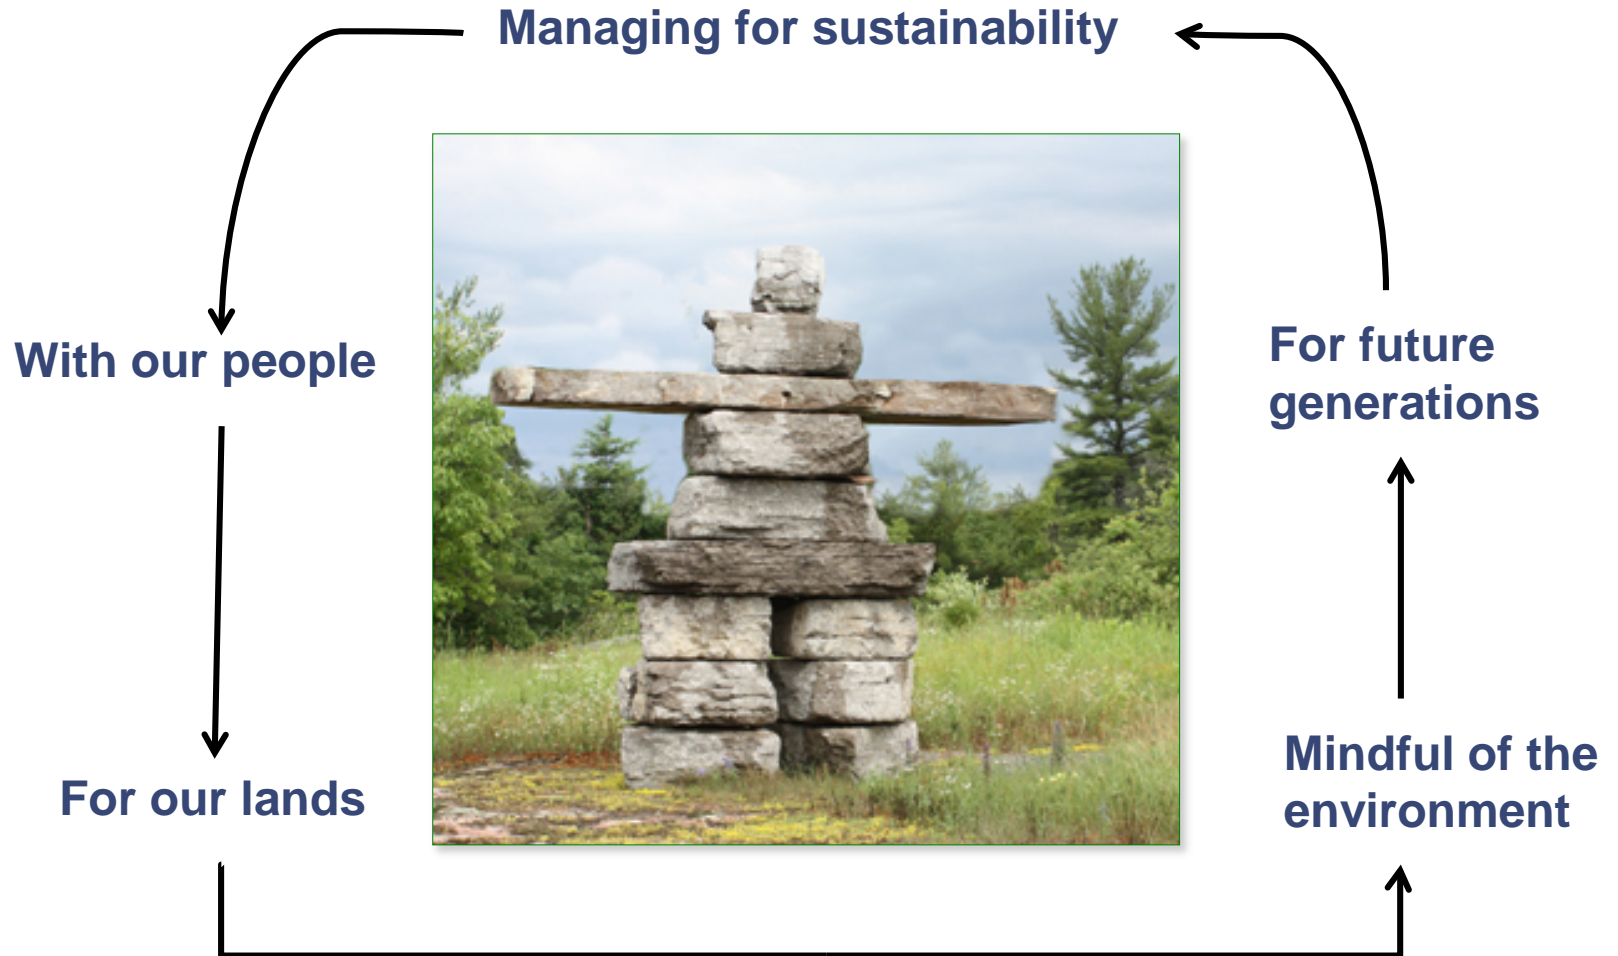 Managing for sustainability
With our people
For our lands
Mindful of the
environment
For future
generations